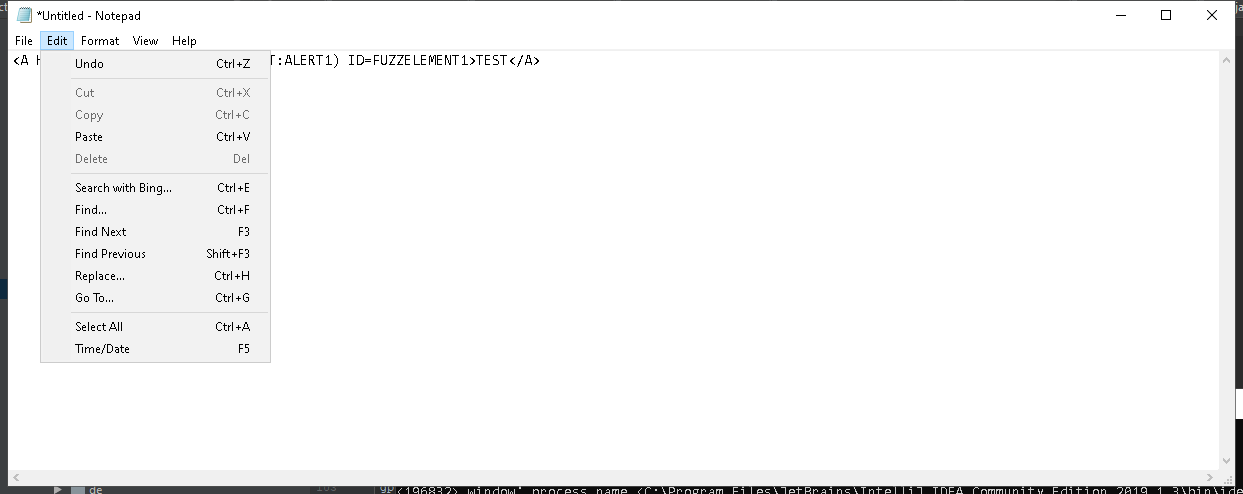 *Untitled - Notepad
File Edit Format View Help
<A T:ALERT1) ID=FUZZELEMENT1>TEST</A>
Undo Ctrl+Z
Cut Ctrl+X
Copy Ctrl+C
Paste Ctrl+V
Delete Del
Search with Bing... Ctrl+E
Find... Ctrl+F
Find Next F3
Find Previous Shift+F3
Replace... Ctrl+H
Go To... Ctrl+G
Select All Ctrl+A
Time/Date F5
de <196832> window' process name <C:\Program Files\JetBrains\IntelliJ IDEA Community Edition 2019.1.3\bin\ide